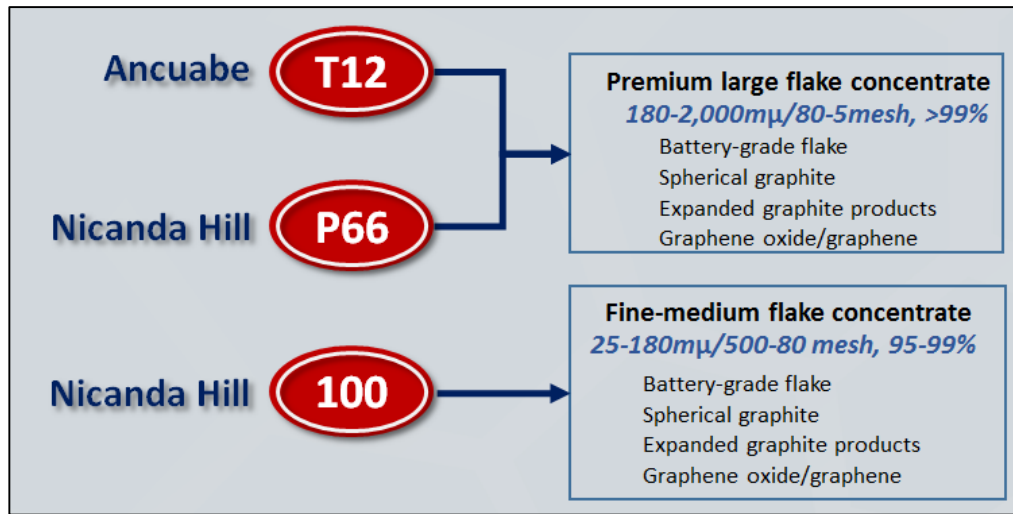 Ancuabe
T12
Nicanda Hill
P66
Premium large flake concentrate
180-2,000mµ/80-5mesh, >99%
Battery-grade flake
Spherical graphite
Expanded graphite products
Graphene oxide/graphene
Nicanda Hill
100
Fine-medium flake concentrate
25-180mµ/500-80 mesh, 95-99%
Battery-grade flake
Spherical graphite
Expanded graphite products
Graphene oxide/graphene